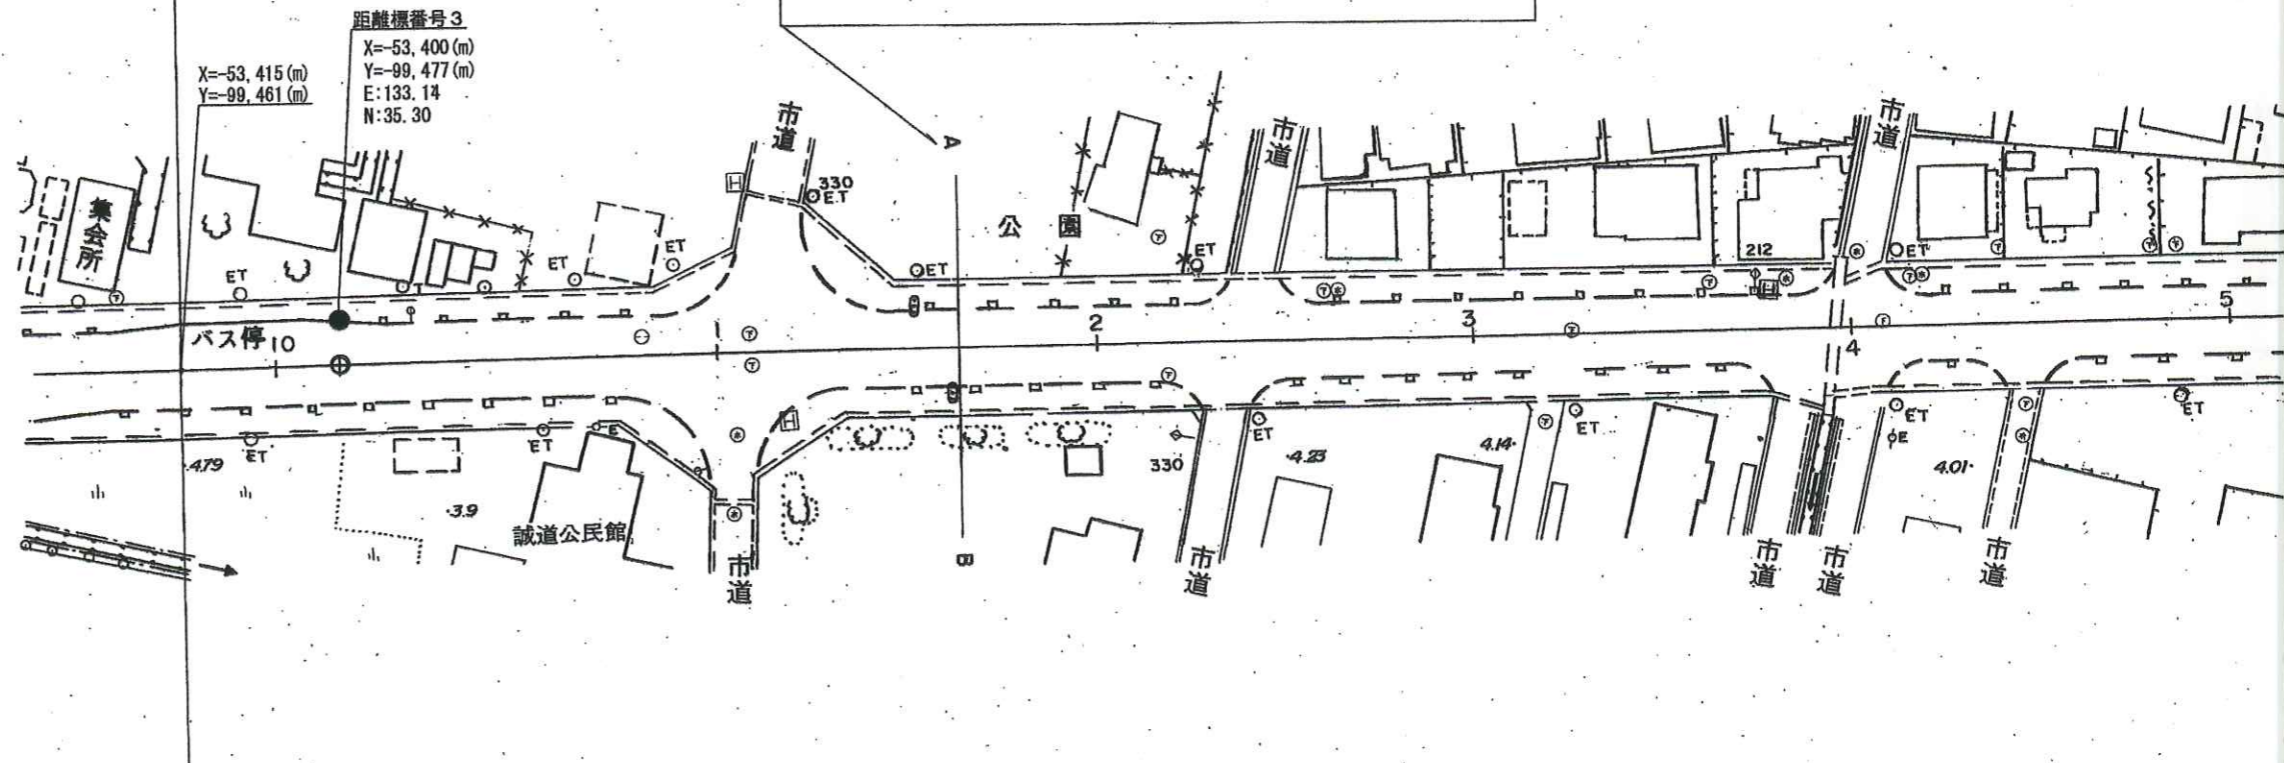 距離標番号3
X=-53,400(m)
Y=-99,477(m)
E:133.14
N:35.30
X=-53,415(m)
Y=-99,461(m)
市道
市道
市道
A
330
E.T
H
集会所
公園
ET
ET
ET
ET
ET
ET
212
H
T
バス停
10
2
3
4
5
H
E
ET
ET
ET
ET
ET
E
ET
4.79
3.9
330
4.23
4.14
4.01
誠道公民館
B
市道
市道
市道
市道
市道